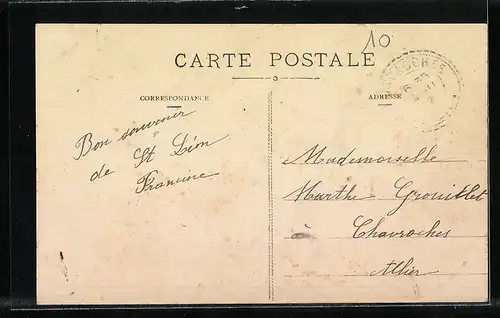 10
CARTE POSTALE
CORRESPONDANCE
ADRESSE
Bon souvenir
de St Léon
Francine
Mademoiselle
Marthe Grouillet
à Chavroches
Allier